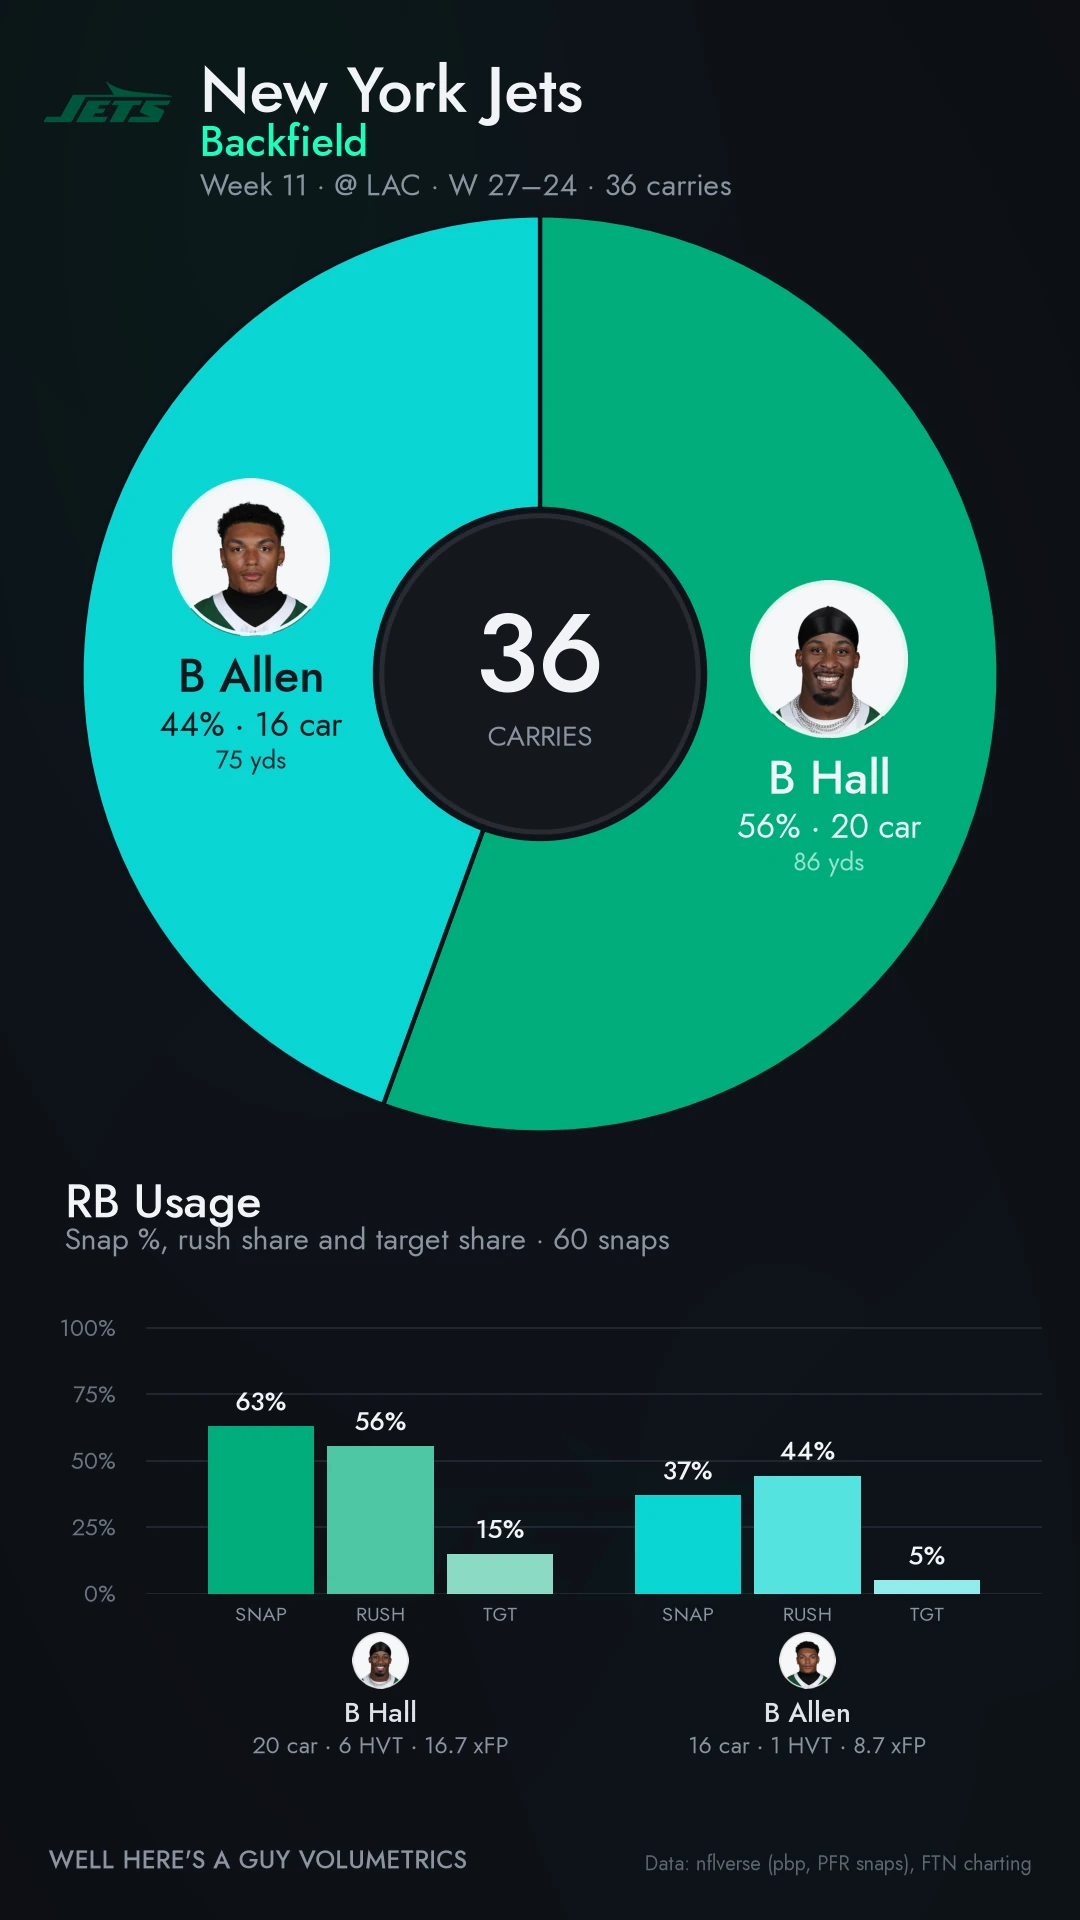 JETS
New York Jets
Backfield
Week 11 · @ LAC · W 27–24 · 36 carries
B Allen
44% · 16 car
75 yds
36
CARRIES
B Hall
56% · 20 car
86 yds
RB Usage
Snap %, rush share and target share · 60 snaps
100%
75%
50%
25%
0%
63%
56%
15%
37%
44%
5%
SNAP RUSH TGT SNAP RUSH TGT
B Hall
20 car · 6 HVT · 16.7 xFP
B Allen
16 car · 1 HVT · 8.7 xFP
WELL HERE'S A GUY VOLUMETRICS
Data: nflverse (pbp, PFR snaps), FTN charting